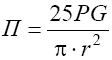 П = 25PG / π · r²